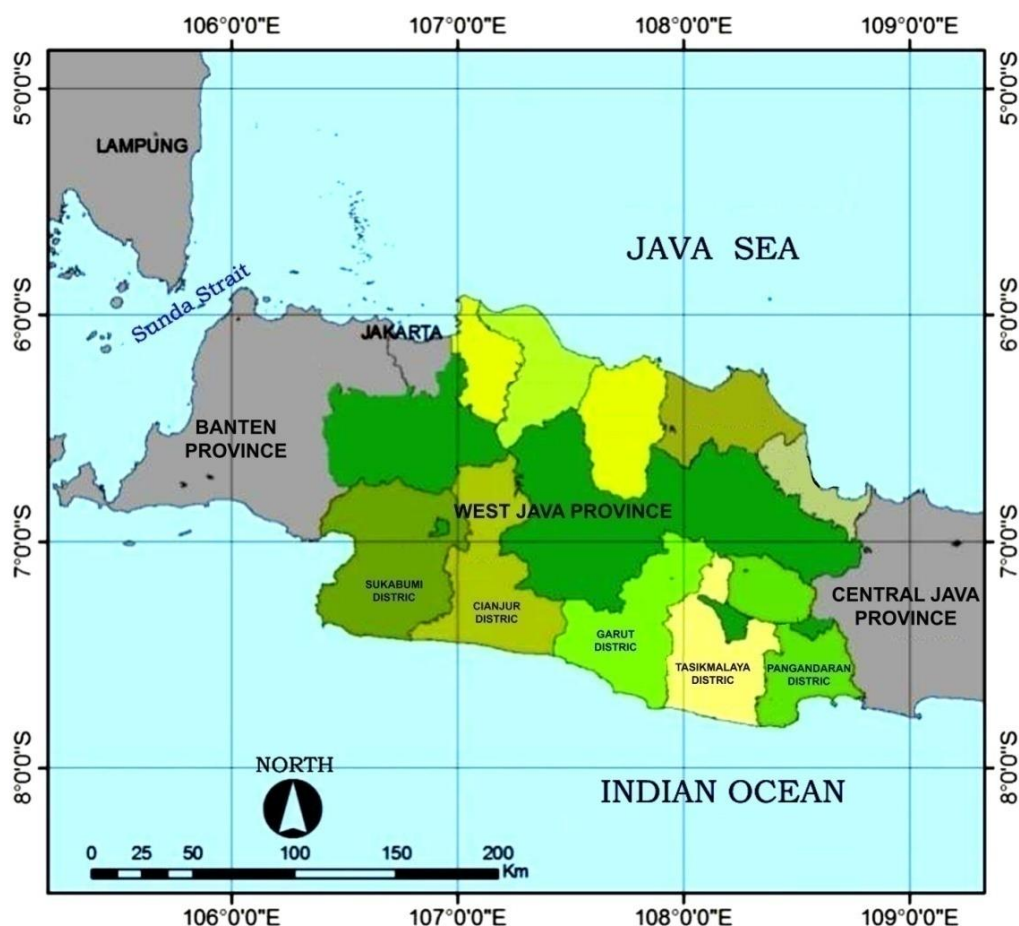 106°0'0"E 107°0'0"E 108°0'0"E 109°0'0"E
5°0'0"S 5°0'0"S
LAMPUNG
JAVA SEA
Sunda Strait
6°0'0"S 6°0'0"S
JAKARTA
BANTEN
PROVINCE
WEST JAVA PROVINCE
7°0'0"S 7°0'0"S
SUKABUMI
DISTRIC
CIANJUR
DISTRIC
CENTRAL JAVA
PROVINCE
GARUT
DISTRIC
TASIKMALAYA
DISTRIC
PANGANDARAN
DISTRIC
8°0'0"S 8°0'0"S
NORTH
INDIAN OCEAN
0 25 50 100 150 200
Km
106°0'0"E 107°0'0"E 108°0'0"E 109°0'0"E